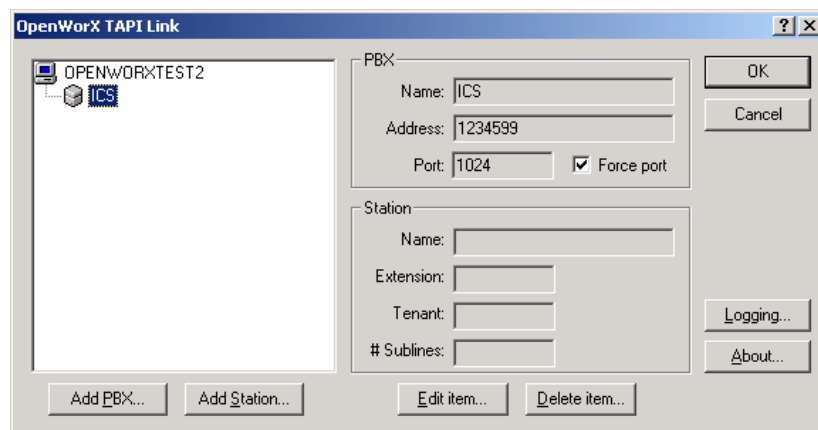 OpenWorX TAPI Link
OPENWORXTEST2
ICS
PBX
Name: ICS
Address: 1234599
Port: 1024 Force port
Station
Name:
Extension:
Tenant:
# Sublines:
OK
Cancel
Logging...
About...
Add PBX... Add Station... Edit item... Delete item...